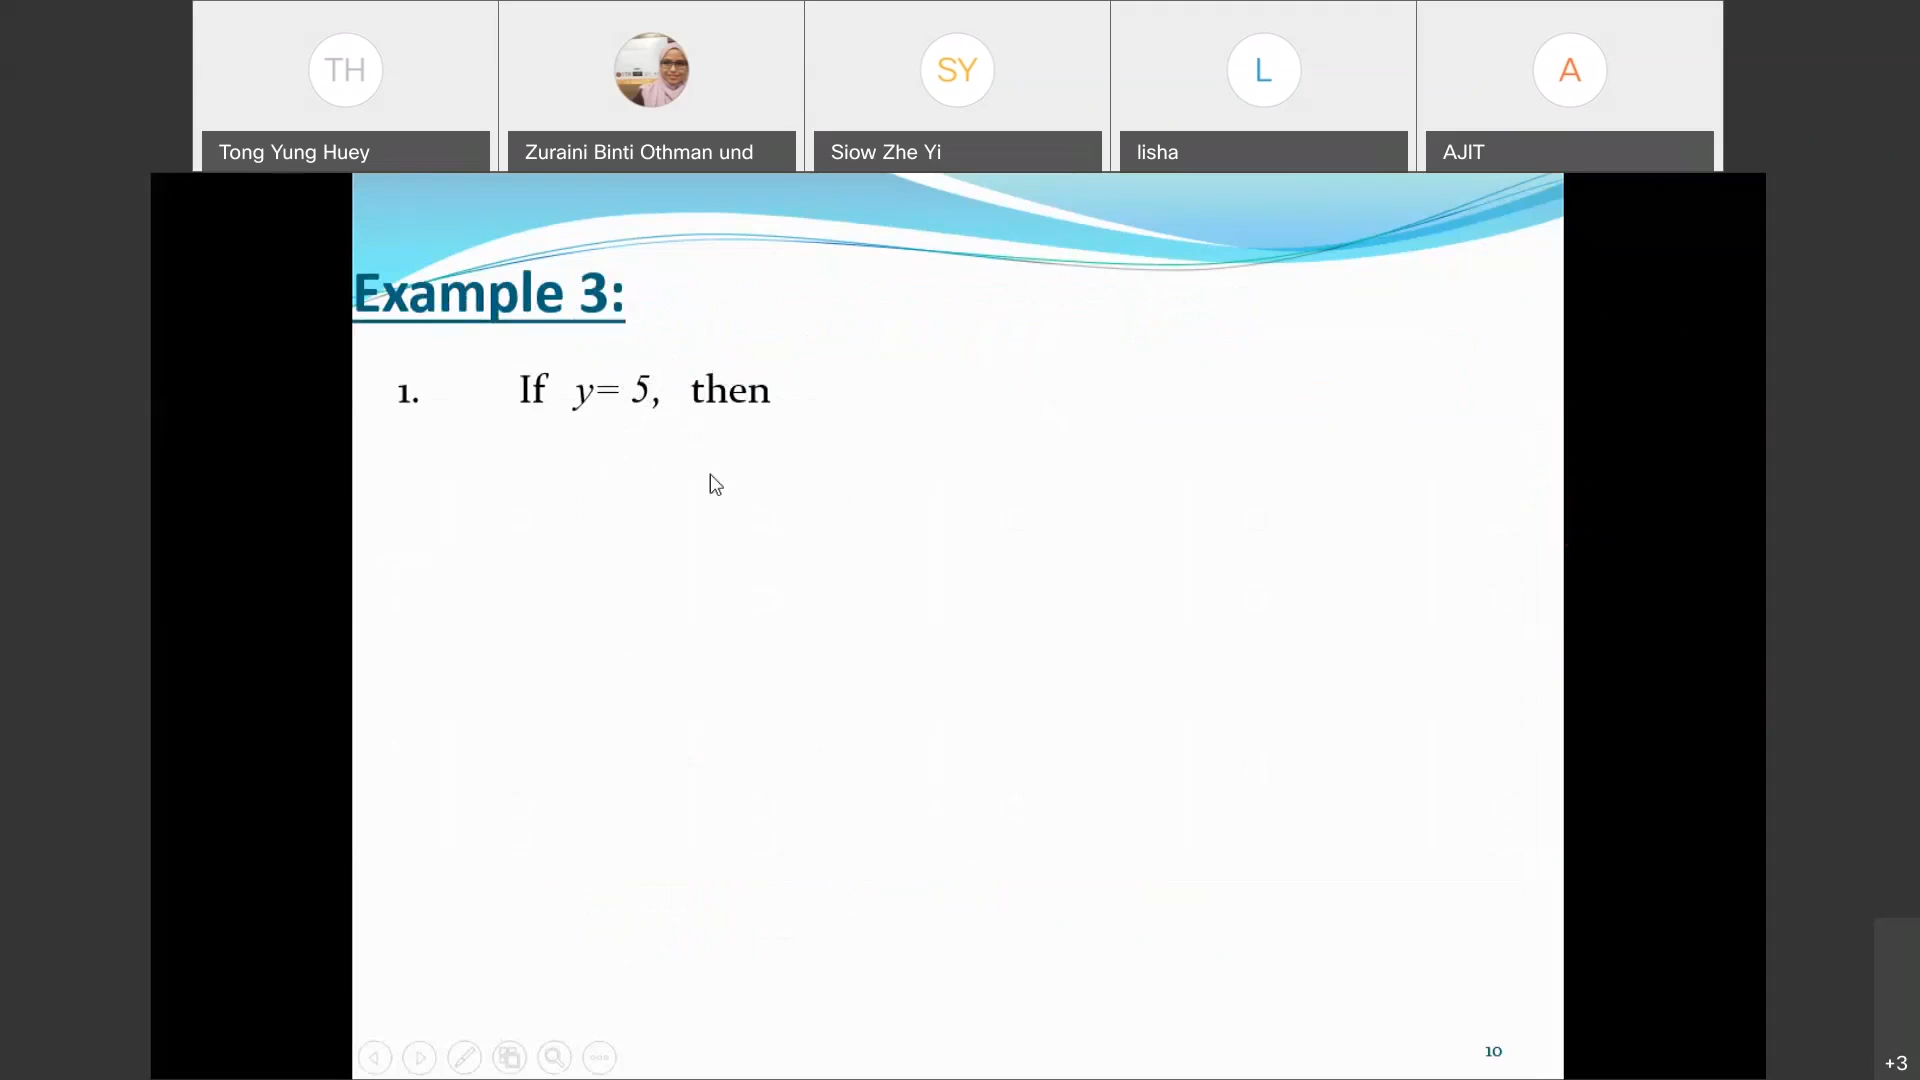 TH
SY
L
A
Tong Yung Huey
Zuraini Binti Othman und
Siow Zhe Yi
lisha
AJIT
Example 3:
1. If y= 5, then
10
+3